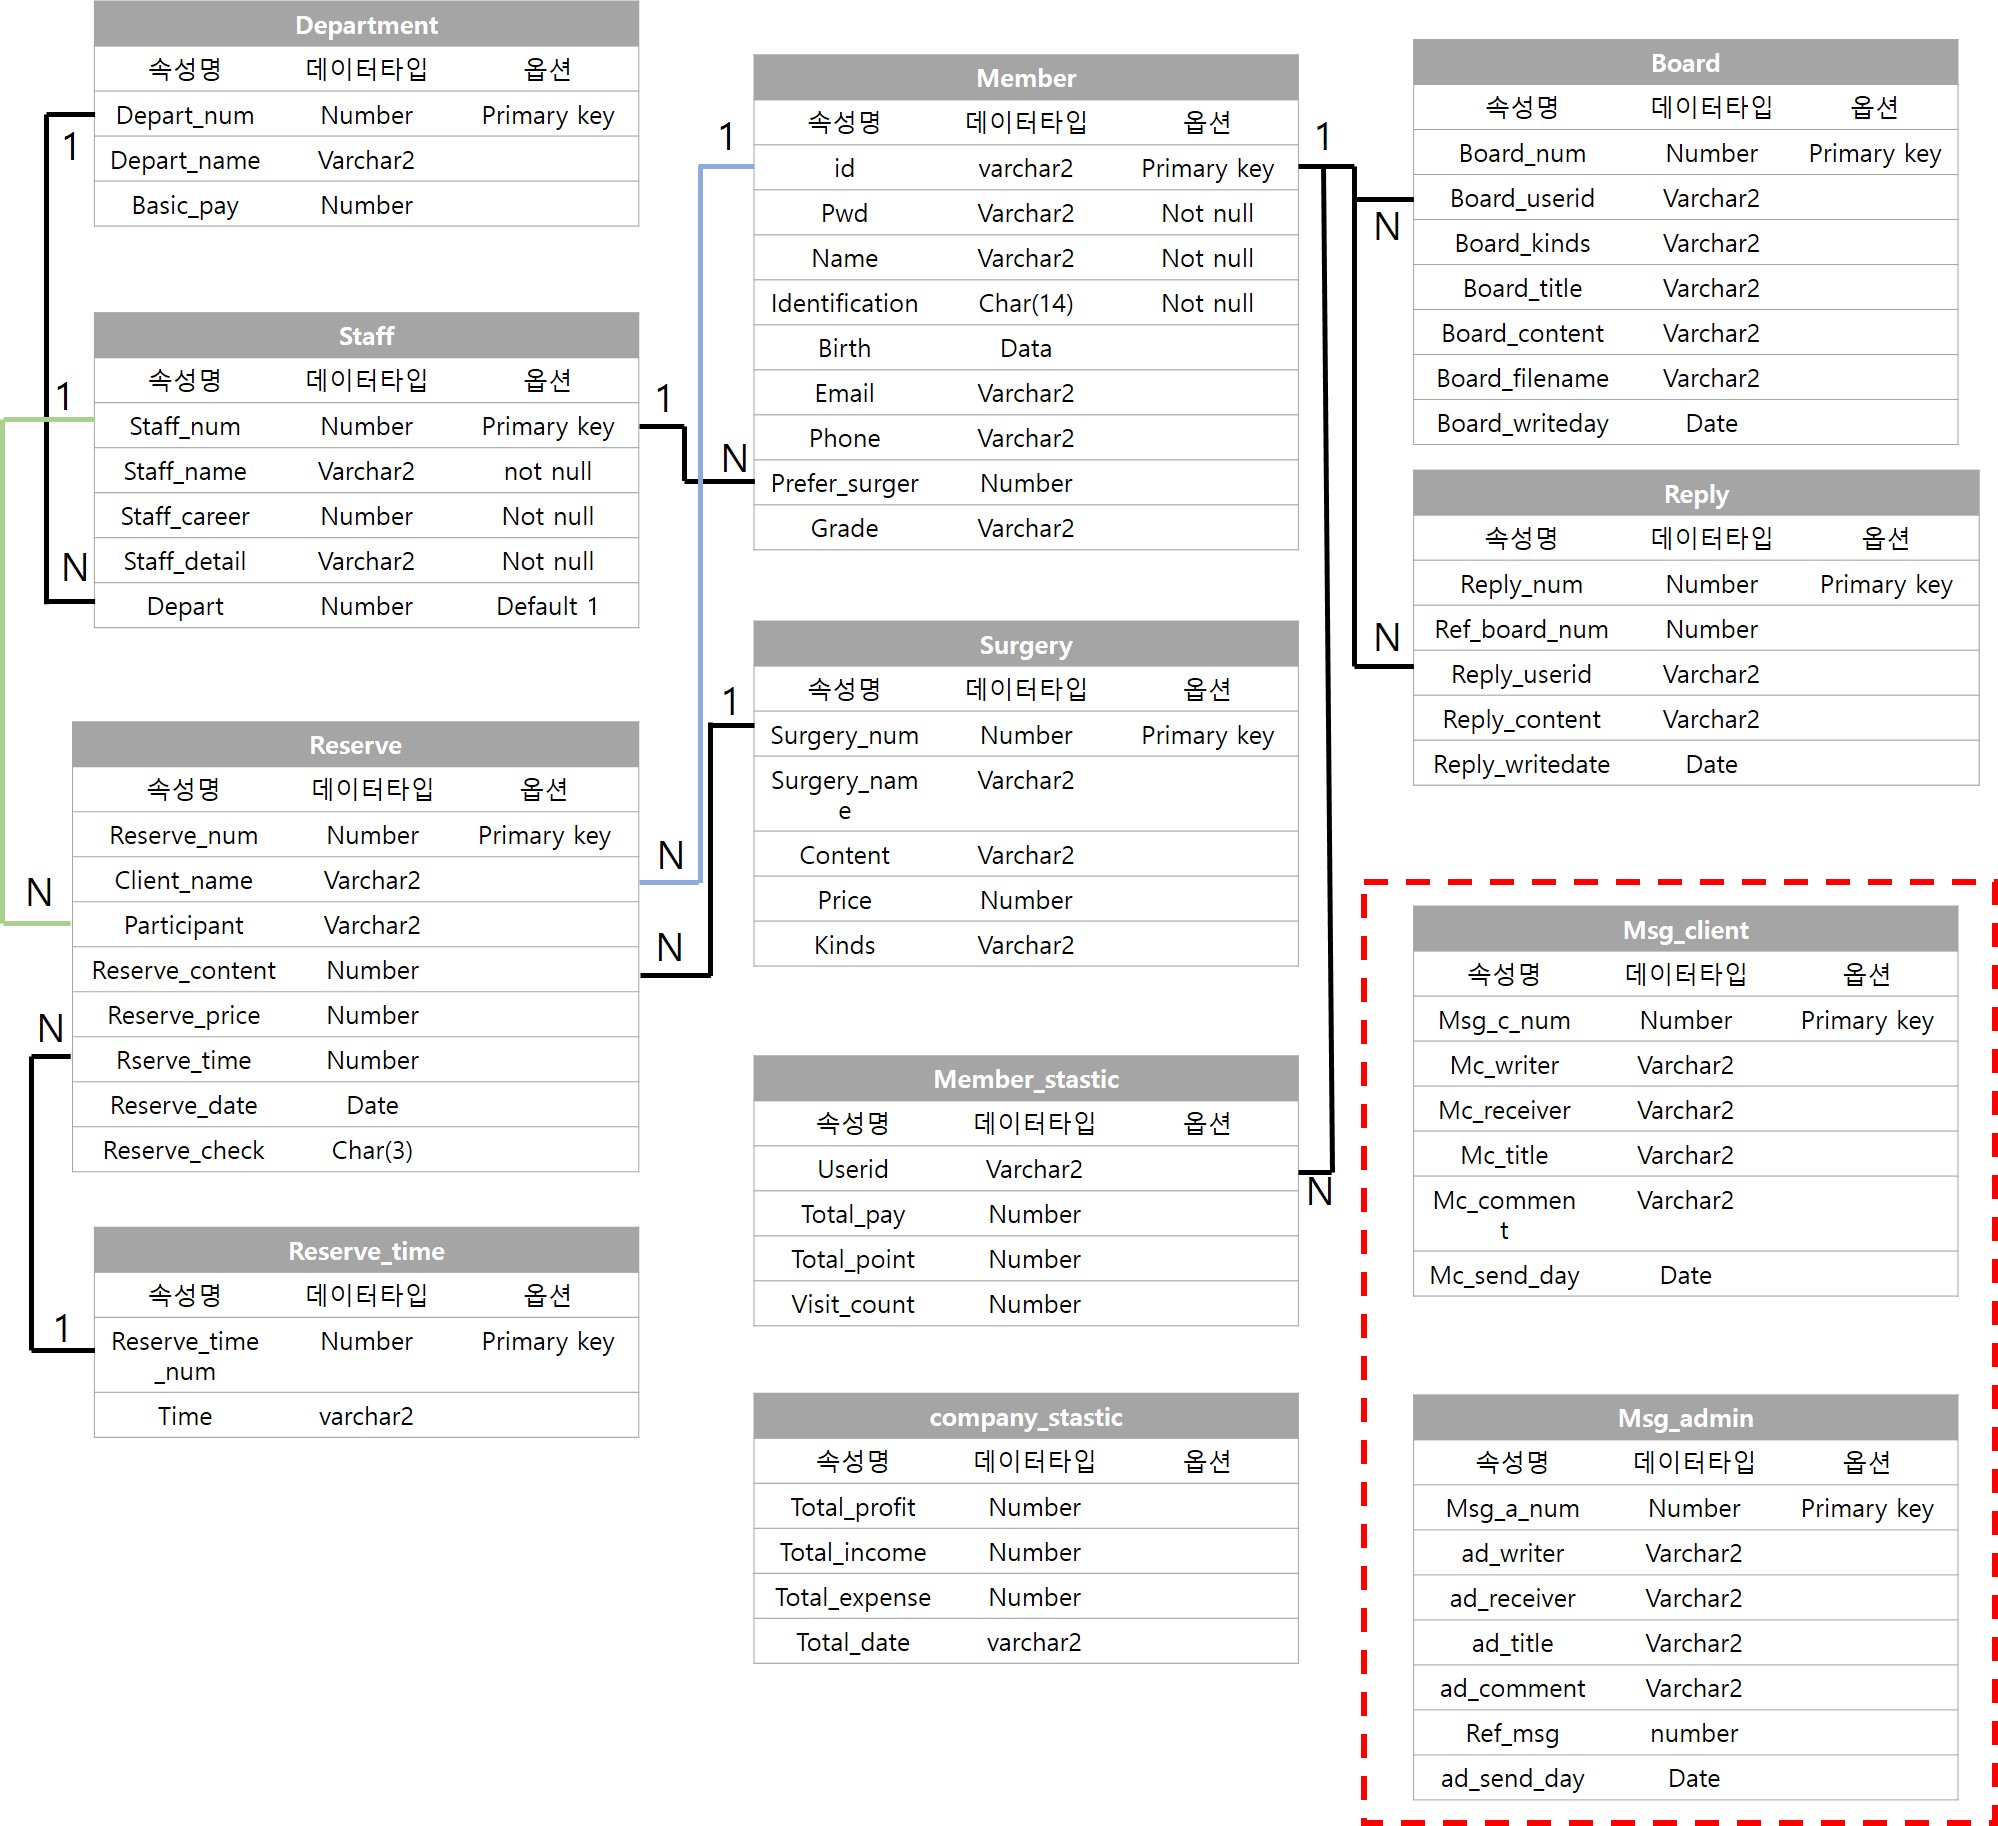 Department
속성명 데이터타입 옵션
Depart_num Number Primary key
Depart_name Varchar2
Basic_pay Number
1
N
Staff
속성명 데이터타입 옵션
Staff_num Number Primary key
Staff_name Varchar2 not null
Staff_career Number Not null
Staff_detail Varchar2 Not null
Depart Number Default 1
1
N
1
N
Reserve
속성명 데이터타입 옵션
Reserve_num Number Primary key
Client_name Varchar2
Participant Varchar2
Reserve_content Number
Reserve_price Number
Rserve_time Number
Reserve_date Date
Reserve_check Char(3)
N
N
N
1
Reserve_time
속성명 데이터타입 옵션
Reserve_time
_num Number Primary key
Time varchar2
1
Member
속성명 데이터타입 옵션
id varchar2 Primary key
Pwd Varchar2 Not null
Name Varchar2 Not null
Identification Char(14) Not null
Birth Data
Email Varchar2
Phone Varchar2
Prefer_surger Number
Grade Varchar2
1
Surgery
속성명 데이터타입 옵션
Surgery_num Number Primary key
Surgery_nam
e Varchar2
Content Varchar2
Price Number
Kinds Varchar2
Member_stastic
속성명 데이터타입 옵션
Userid Varchar2
Total_pay Number
Total_point Number
Visit_count Number
N
company_stastic
속성명 데이터타입 옵션
Total_profit Number
Total_income Number
Total_expense Number
Total_date varchar2
1
N
Board
속성명 데이터타입 옵션
Board_num Number Primary key
Board_userid Varchar2
Board_kinds Varchar2
Board_title Varchar2
Board_content Varchar2
Board_filename Varchar2
Board_writeday Date
N
Reply
속성명 데이터타입 옵션
Reply_num Number Primary key
Ref_board_num Number
Reply_userid Varchar2
Reply_content Varchar2
Reply_writedate Date
Msg_client
속성명 데이터타입 옵션
Msg_c_num Number Primary key
Mc_writer Varchar2
Mc_receiver Varchar2
Mc_title Varchar2
Mc_commen
t Varchar2
Mc_send_day Date
Msg_admin
속성명 데이터타입 옵션
Msg_a_num Number Primary key
ad_writer Varchar2
ad_receiver Varchar2
ad_title Varchar2
ad_comment Varchar2
Ref_msg number
ad_send_day Date